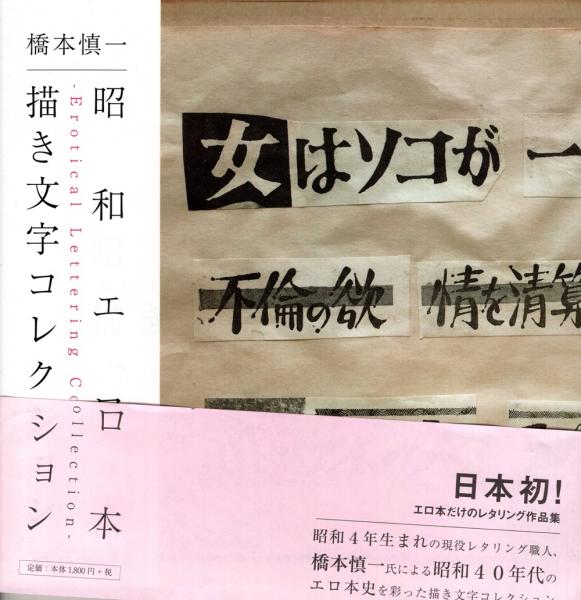 橋本慎一
昭和エロ本
描き文字コレクション
- Erotical Lettering Collection -
女はソコが一
不倫の欲
情を清算
日本初!
エロ本だけのレタリング作品集
昭和4年生まれの現役レタリング職人、
橋本慎一氏による昭和40年代の
エロ本史を彩った描き文字コレクション
定価:本体1,800円+税